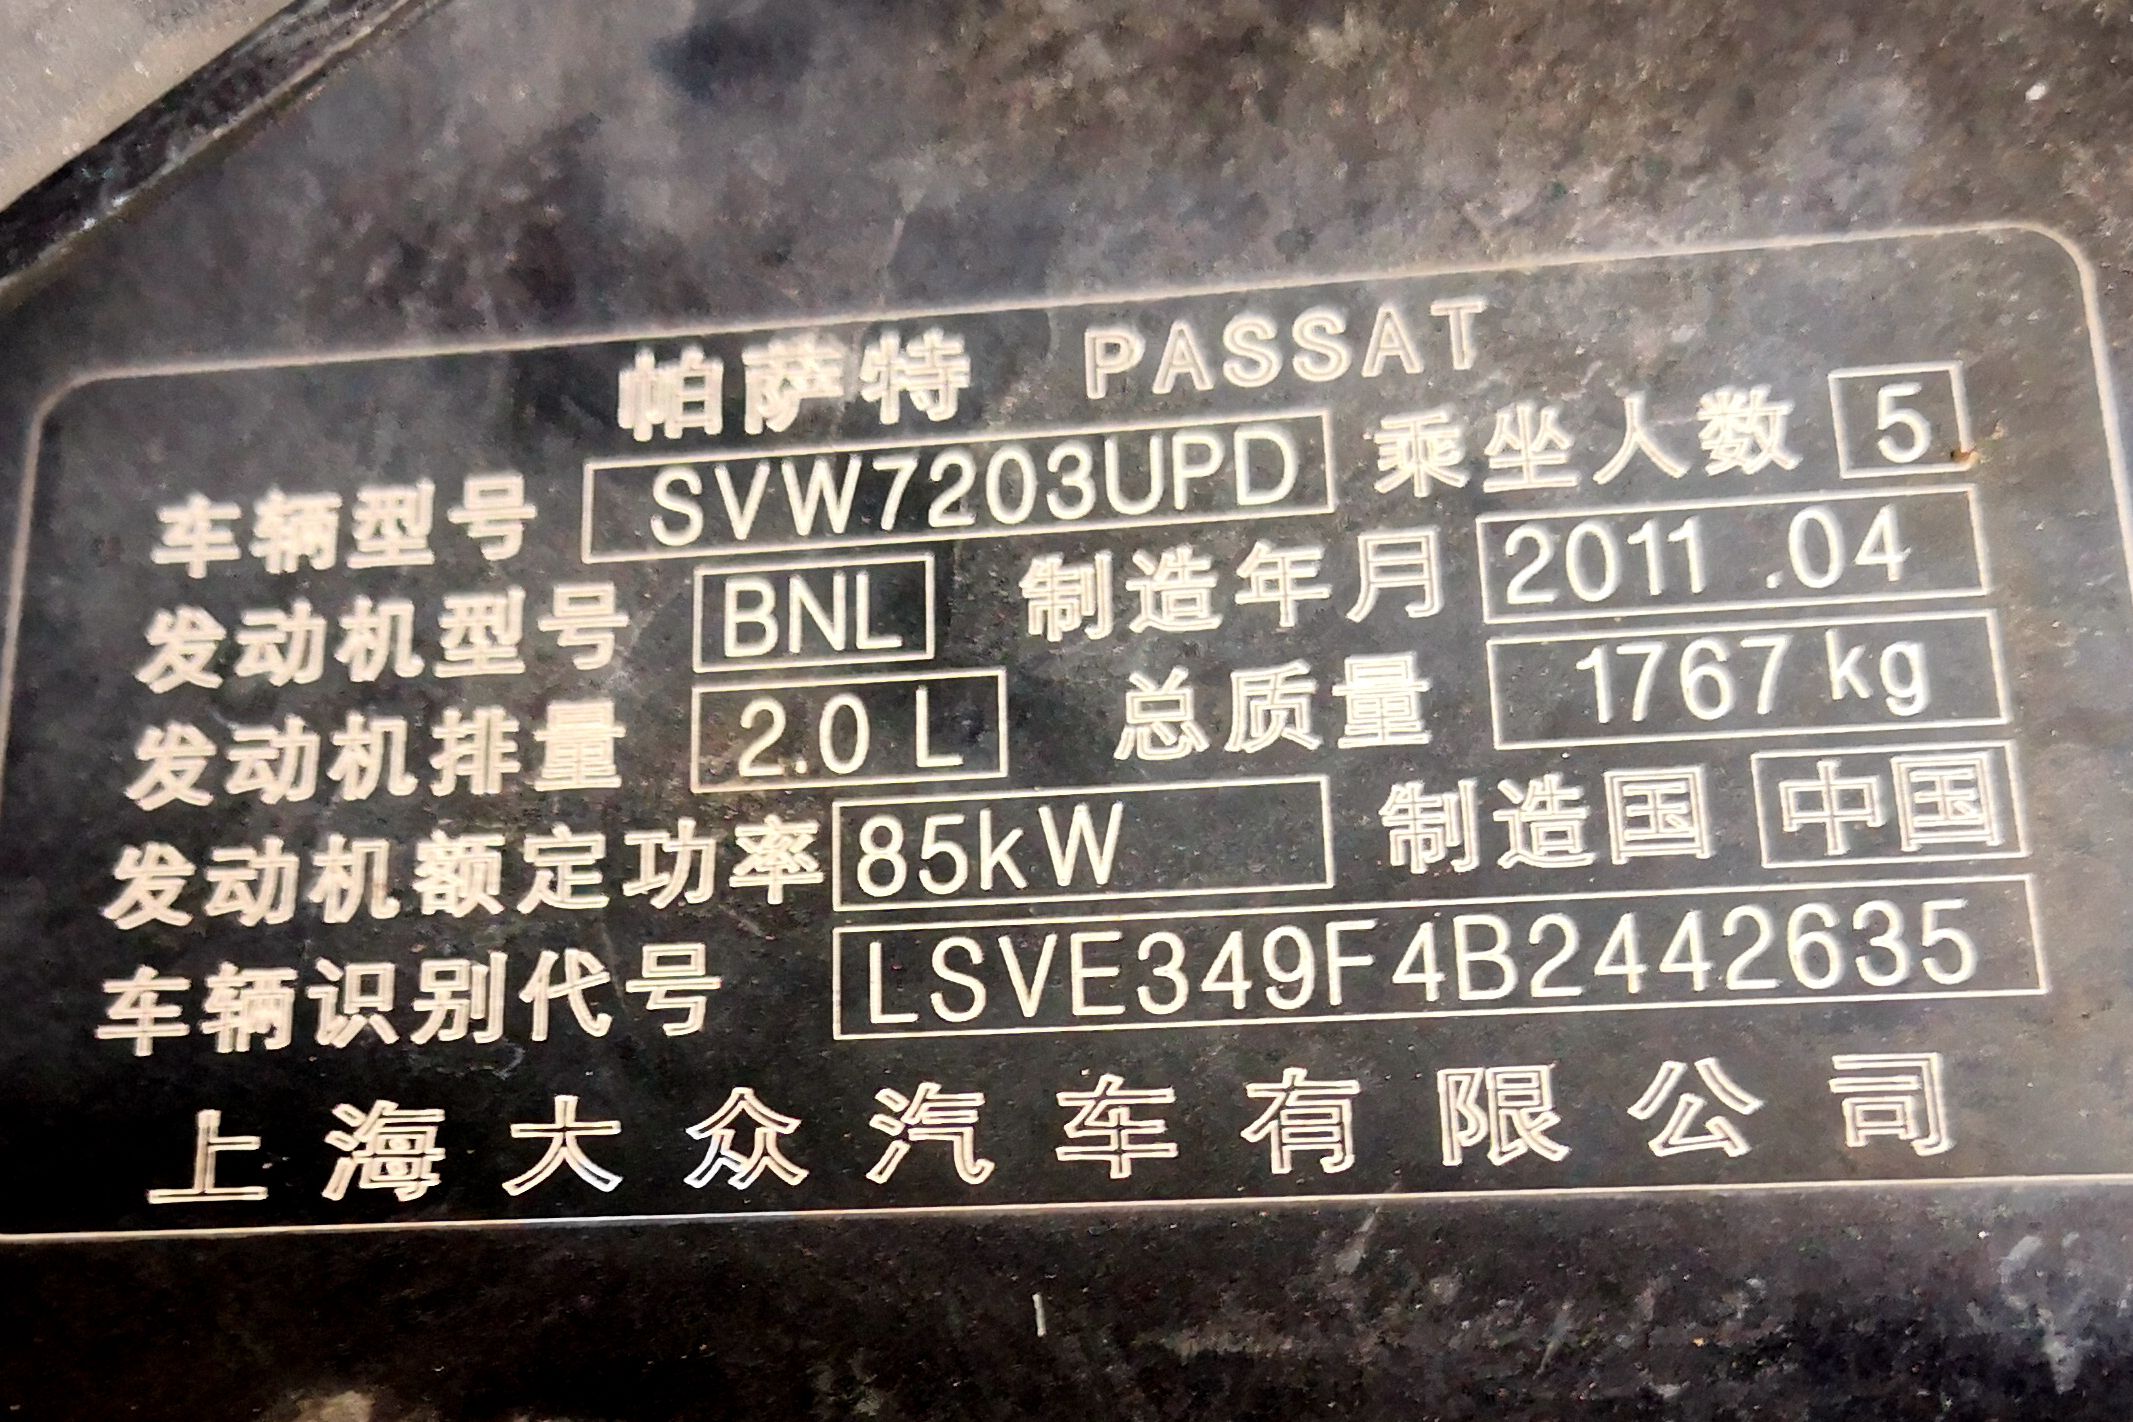 帕萨特 PASSAT
车辆型号 SVW7203UPD 乘坐人数 5
发动机型号 BNL 制造年月 2011 .04
发动机排量 2.0 L 总质量 1767 kg
发动机额定功率 85kW 制造国 中国
车辆识别代号 LSVE349F4B2442635
上海大众汽车有限公司